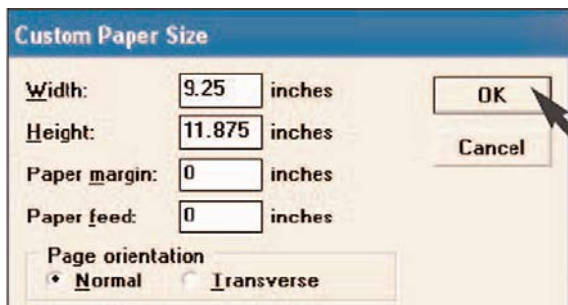 Custom Paper Size
Width: 9.25 inches
OK
Height: 11.875 inches
Cancel
Paper margin: 0 inches
Paper feed: 0 inches
Page orientation
Normal Transverse